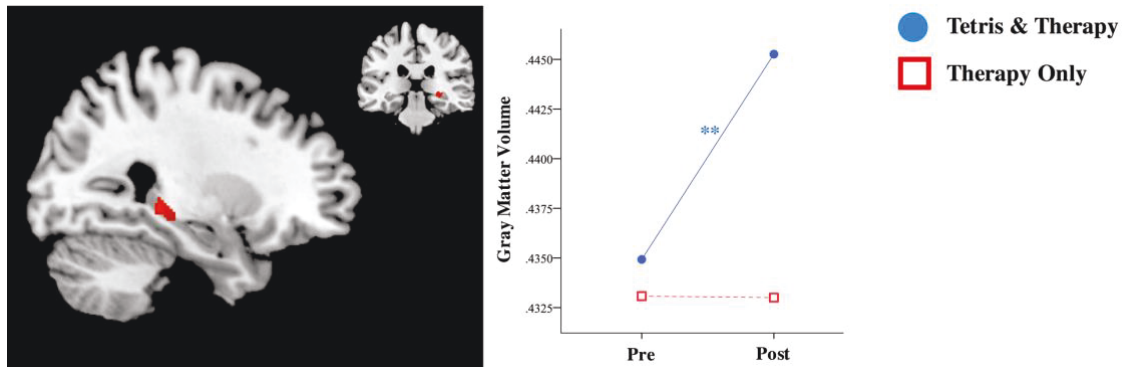 Tetris & Therapy
Therapy Only
Gray Matter Volume
.4450
.4425
.4400
.4375
.4350
.4325
**
Pre
Post